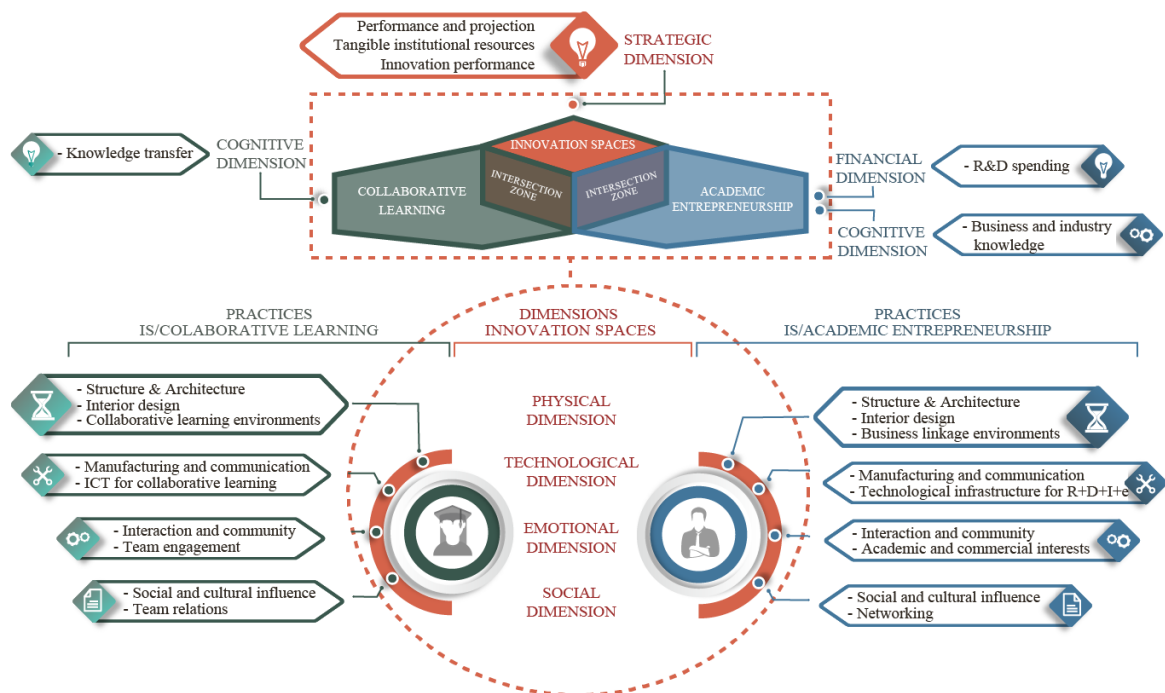 Performance and projection
Tangible institutional resources
Innovation performance
STRATEGIC
DIMENSION
- Knowledge transfer
COGNITIVE
DIMENSION
INNOVATION SPACES
INTERSECTION
ZONE
INTERSECTION
ZONE
COLLABORATIVE
LEARNING
ACADEMIC
ENTREPRENEURSHIP
FINANCIAL
DIMENSION
- R&D spending
COGNITIVE
DIMENSION
- Business and industry
knowledge
PRACTICES
IS/COLABORATIVE LEARNING
DIMENSIONS
INNOVATION SPACES
PRACTICES
IS/ACADEMIC ENTREPRENEURSHIP
- Structure & Architecture
- Interior design
- Collaborative learning environments
PHYSICAL
DIMENSION
- Structure & Architecture
- Interior design
- Business linkage environments
- Manufacturing and communication
- ICT for collaborative learning
TECHNOLOGICAL
DIMENSION
- Manufacturing and communication
- Technological infrastructure for R+D+I+e
- Interaction and community
- Team engagement
EMOTIONAL
DIMENSION
- Interaction and community
- Academic and commercial interests
- Social and cultural influence
- Team relations
SOCIAL
DIMENSION
- Social and cultural influence
- Networking